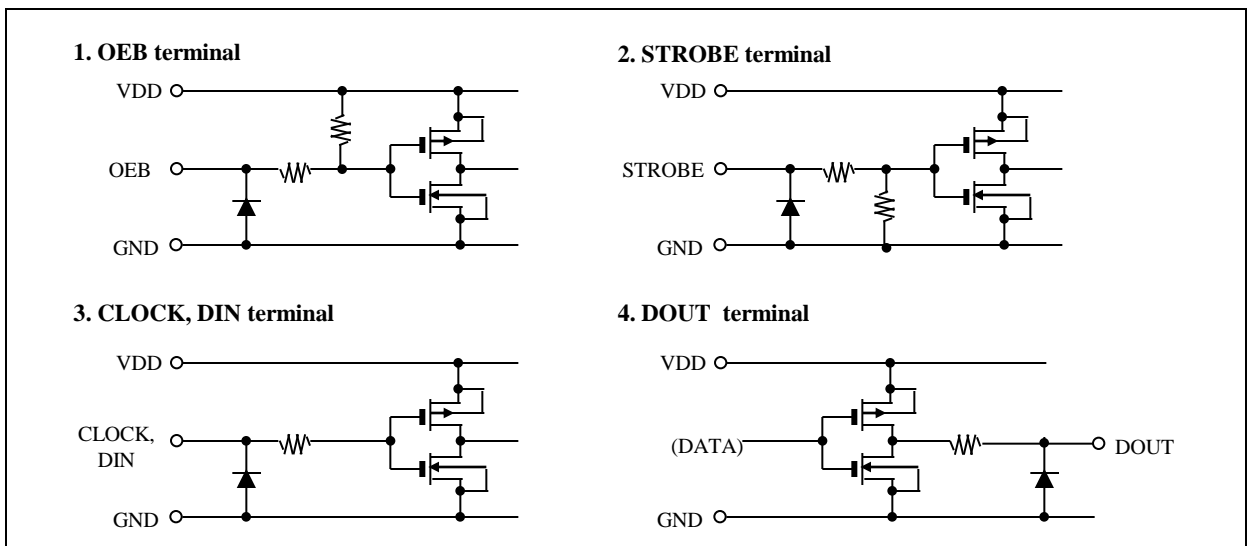 1. OEB terminal
VDD
OEB
GND
2. STROBE terminal
VDD
STROBE
GND
3. CLOCK, DIN terminal
VDD
CLOCK,
DIN
GND
4. DOUT terminal
VDD
(DATA)
DOUT
GND